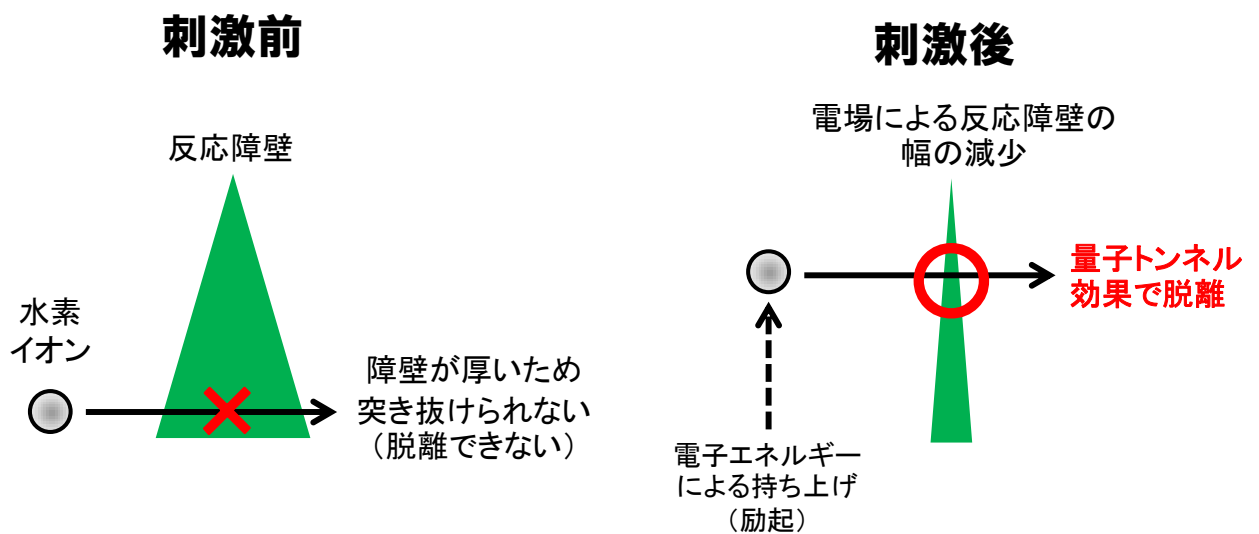 刺激前
反応障壁
水素
イオン
障壁が厚いため
突き抜けられない
（脱離できない）
刺激後
電場による反応障壁の
幅の減少
量子トンネル
効果で脱離
電子エネルギー
による持ち上げ
（励起）